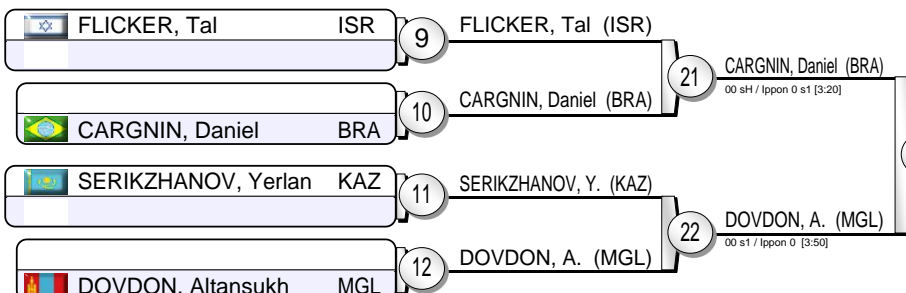 FLICKER, Tal ISR
9
FLICKER, Tal (ISR)
21
CARGNIN, Daniel (BRA)
00 sH / Ippon 0 s1 [3:20]
10
CARGNIN, Daniel (BRA)
CARGNIN, Daniel BRA
SERIKZHANOV, Yerlan KAZ
11
SERIKZHANOV, Y. (KAZ)
22
DOVDON, A. (MGL)
00 s1 / Ippon 0 [3:50]
12
DOVDON, A. (MGL)
DOVDON, Altansukh MGL